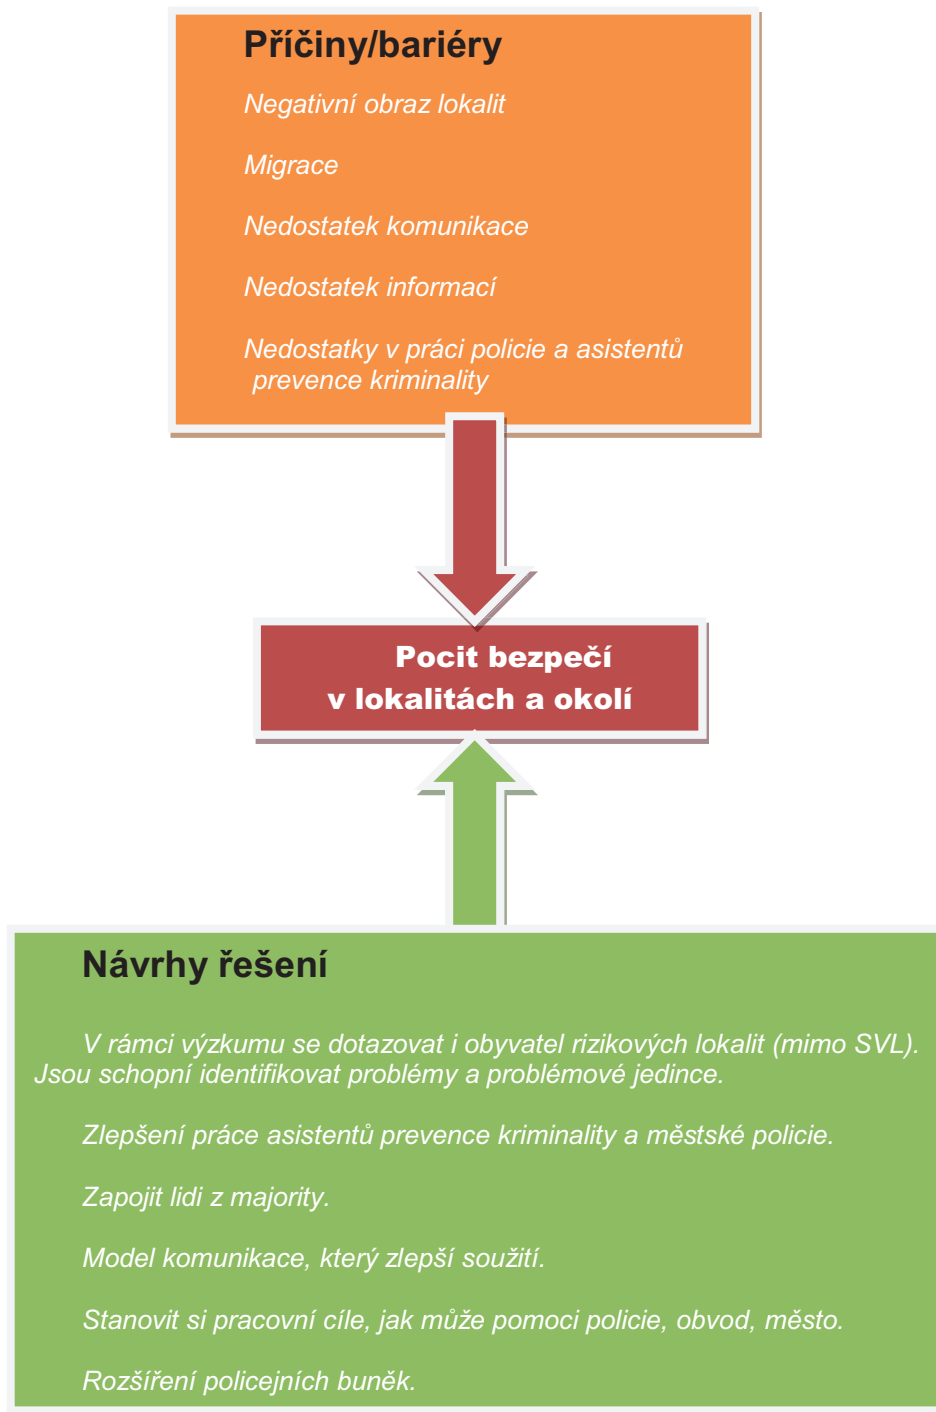 Příčiny/bariéry
Negativní obraz lokalit
Migrace
Nedostatek komunikace
Nedostatek informací
Nedostatky v práci policie a asistentů
prevence kriminality
Pocit bezpečí
v lokalitách a okolí
Návrhy řešení
V rámci výzkumu se dotazovat i obyvatel rizikových lokalit (mimo SVL).
Jsou schopní identifikovat problémy a problémové jedince.
Zlepšení práce asistentů prevence kriminality a městské policie.
Zapojit lidi z majority.
Model komunikace, který zlepší soužití.
Stanovit si pracovní cíle, jak může pomoci policie, obvod, město.
Rozšíření policejních buněk.